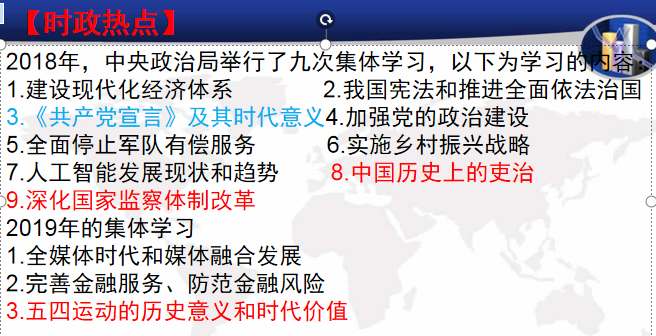 【时政热点】
2018年，中央政治局举行了九次集体学习，以下为学习的内容：
1.建设现代化经济体系 2.我国宪法和推进全面依法治国
3.《共产党宣言》及其时代意义4.加强党的政治建设
5.全面停止军队有偿服务 6.实施乡村振兴战略
7.人工智能发展现状和趋势 8.中国历史上的吏治
9.深化国家监察体制改革
2019年的集体学习
1.全媒体时代和媒体融合发展
2.完善金融服务、防范金融风险
3.五四运动的历史意义和时代价值